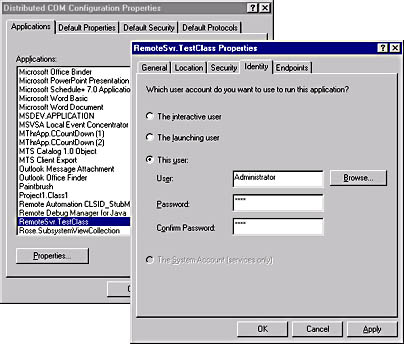 Distributed COM Configuration Properties
Applications
Default Properties
Default Security
Default Protocols
Applications:
Microsoft Office Binder
Microsoft PowerPoint Presentation
Microsoft Schedule+ 7.0 Applicatio
Microsoft Word Basic
Microsoft Word Document
MSDEV.APPLICATION
MSVSA Local Event Concentrator
MThrApp.CCountDown (1)
MThrApp.CCountDown (2)
MTS Catalog 1.0 Object
MTS Client Export
Outlook Message Attachment
Outlook Office Finder
Paintbrush
Project1.Class1
Remote Automation CLSID_StubM
Remote Debug Manager for Java
RemoteSvr.TestClass
Rose.SubsystemViewCollection
Properties...
RemoteSvr.TestClass Properties
General
Location
Security
Identity
Endpoints
Which user account do you want to use to run this application?
The interactive user
The launching user
This user:
User:
Administrator
Browse...
Password:
****
Confirm Password:
****
The System Account (services only)
OK
Cancel
Apply